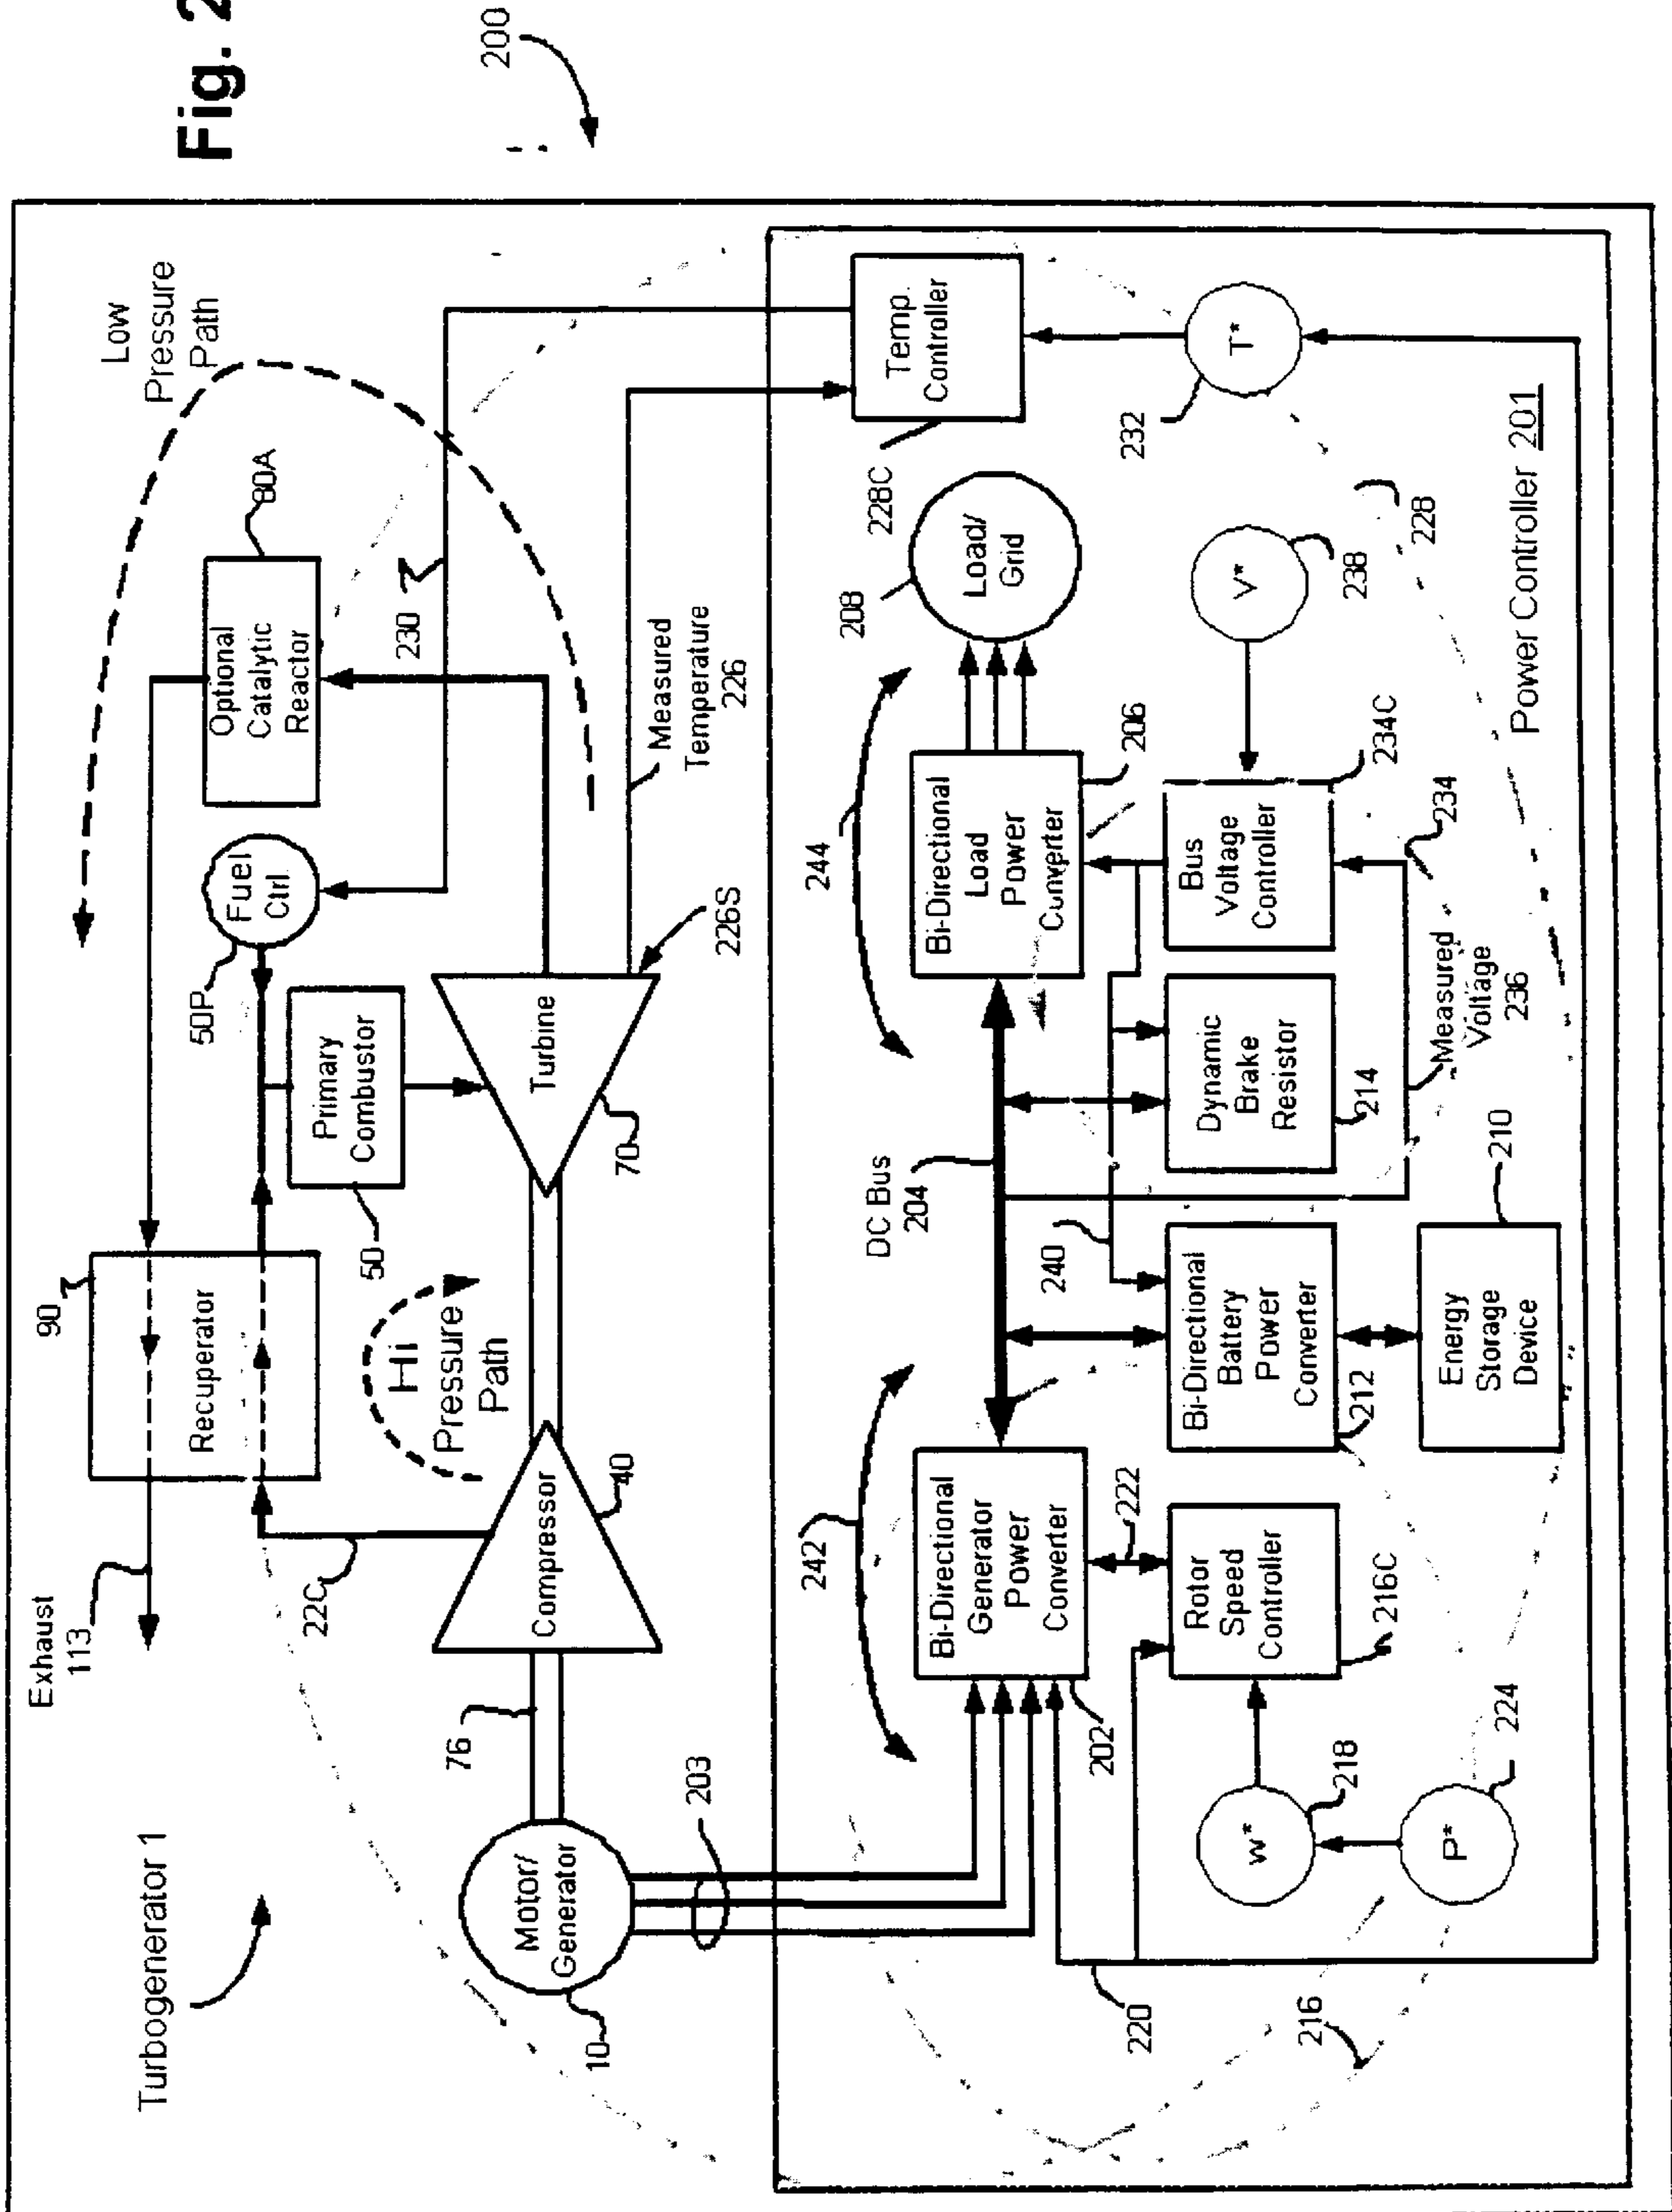 Fig. 2
200
Turbogenerator 1
Exhaust
113
90
Recuperator
22C
Hi
Pressure
Path
Low
Pressure
Path
50P
Fuel
Ctrl.
Optional
Catalytic
Reactor
80A
Primary
Combustor
50
230
76
Motor/
Generator
10
Compressor
40
Turbine
70
226S
Measured
Temperature
226
203
242
244
DC Bus
204
208
228C
Temp.
Controller
Bi-Directional
Generator
Power
Converter
202
Bi-Directional
Load
Power
Converter
206
Load/
Grid
222
240
232
T*
Rotor
Speed
Controller
216C
Bi-Directional
Battery
Power
Converter
212
Dynamic
Brake
Resistor
214
Bus
Voltage
Controller
234C
V*
238
w*
218
P*
224
Energy
Storage
Device
210
Measured
Voltage
236
234
228
220
216
Power Controller 201